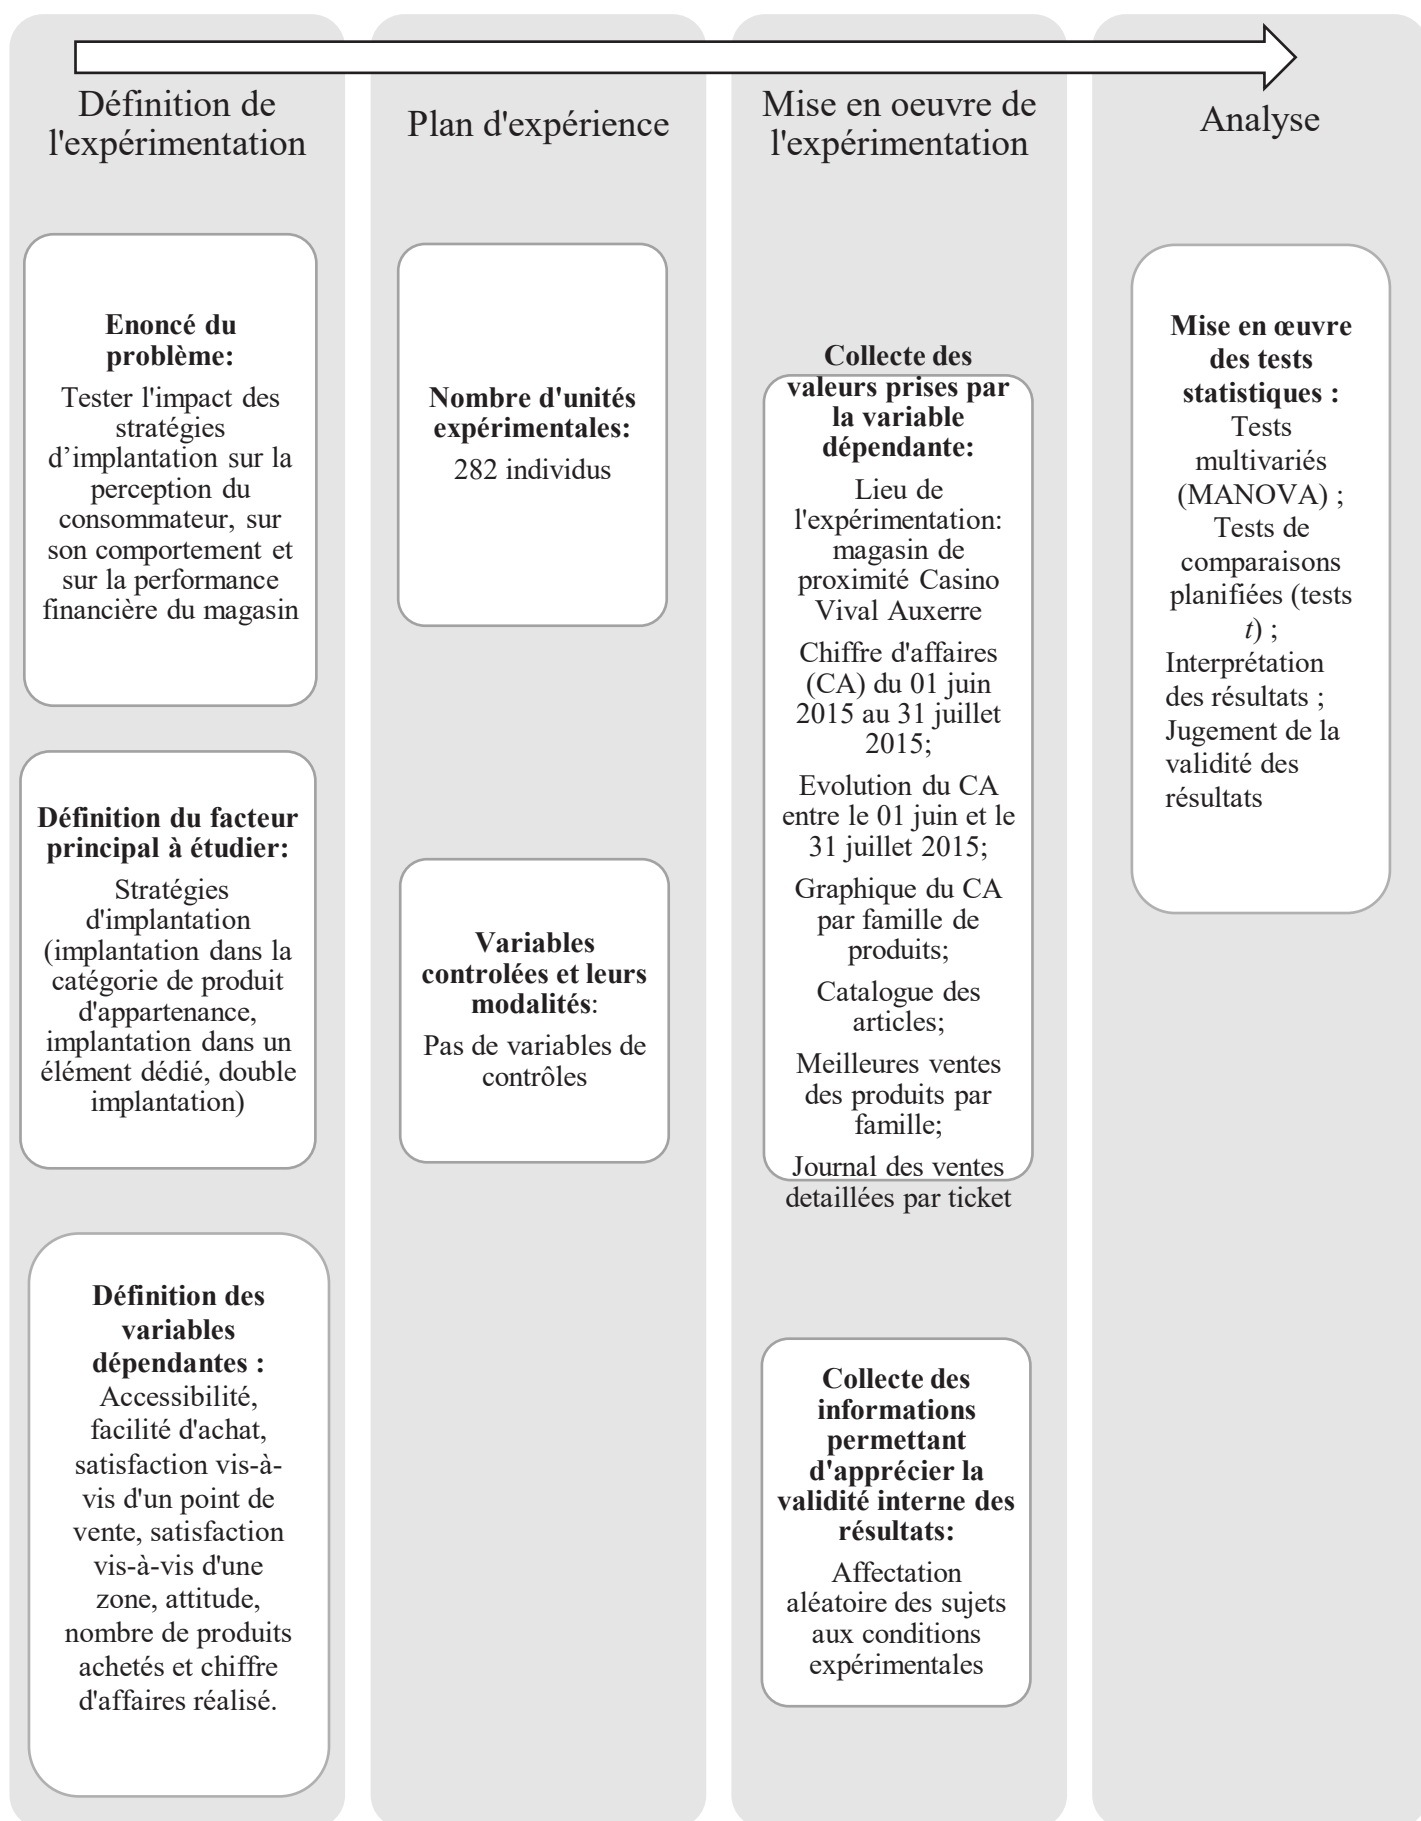 Définition de
l'expérimentation
Enoncé du
problème:
Tester l'impact des
stratégies
d’implantation sur la
perception du
consommateur, sur
son comportement et
sur la performance
financière du magasin
Définition du facteur
principal à étudier:
Stratégies
d'implantation
(implantation dans la
catégorie de produit
d'appartenance,
implantation dans un
élément dédié, double
implantation)
Définition des
variables
dépendantes :
Accessibilité,
facilité d'achat,
satisfaction vis-à-
vis d'un point de
vente, satisfaction
vis-à-vis d'une
zone, attitude,
nombre de produits
achetés et chiffre
d'affaires réalisé.
Plan d'expérience
Nombre d'unités
expérimentales:
282 individus
Variables
controlées et leurs
modalités:
Pas de variables de
contrôles
Mise en oeuvre de
l'expérimentation
Collecte des
valeurs prises par
la variable
dépendante:
Lieu de
l'expérimentation:
magasin de
proximité Casino
Vival Auxerre
Chiffre d'affaires
(CA) du 01 juin
2015 au 31 juillet
2015;
Evolution du CA
entre le 01 juin et le
31 juillet 2015;
Graphique du CA
par famille de
produits;
Catalogue des
articles;
Meilleures ventes
des produits par
famille;
Journal des ventes
detaillées par ticket
Collecte des
informations
permettant
d'apprécier la
validité interne des
résultats:
Affectation
aléatoire des sujets
aux conditions
expérimentales
Analyse
Mise en œuvre
des tests
statistiques :
Tests
multivariés
(MANOVA) ;
Tests de
comparaisons
planifiées (tests
t) ;
Interprétation
des résultats ;
Jugement de la
validité des
résultats